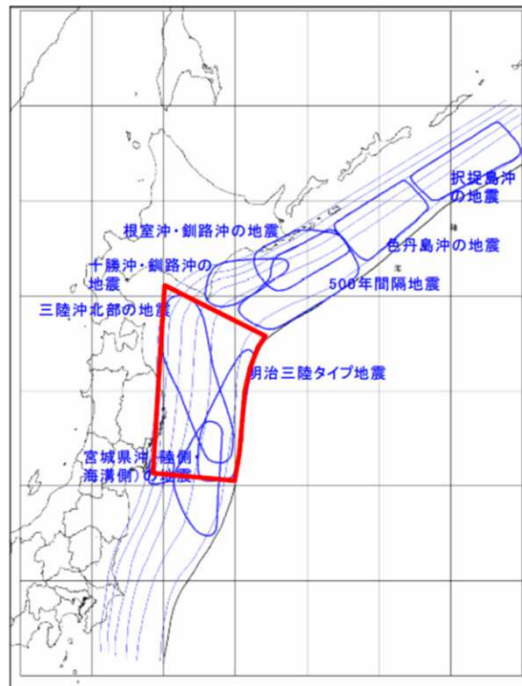 択捉島沖
の地震
色丹島沖の地震
根室沖・釧路沖の地震
十勝沖・釧路沖の
地震
500年間隔地震
三陸沖北部の地震
明治三陸タイプ地震
宮城県沖(陸側・
海溝側)の地震